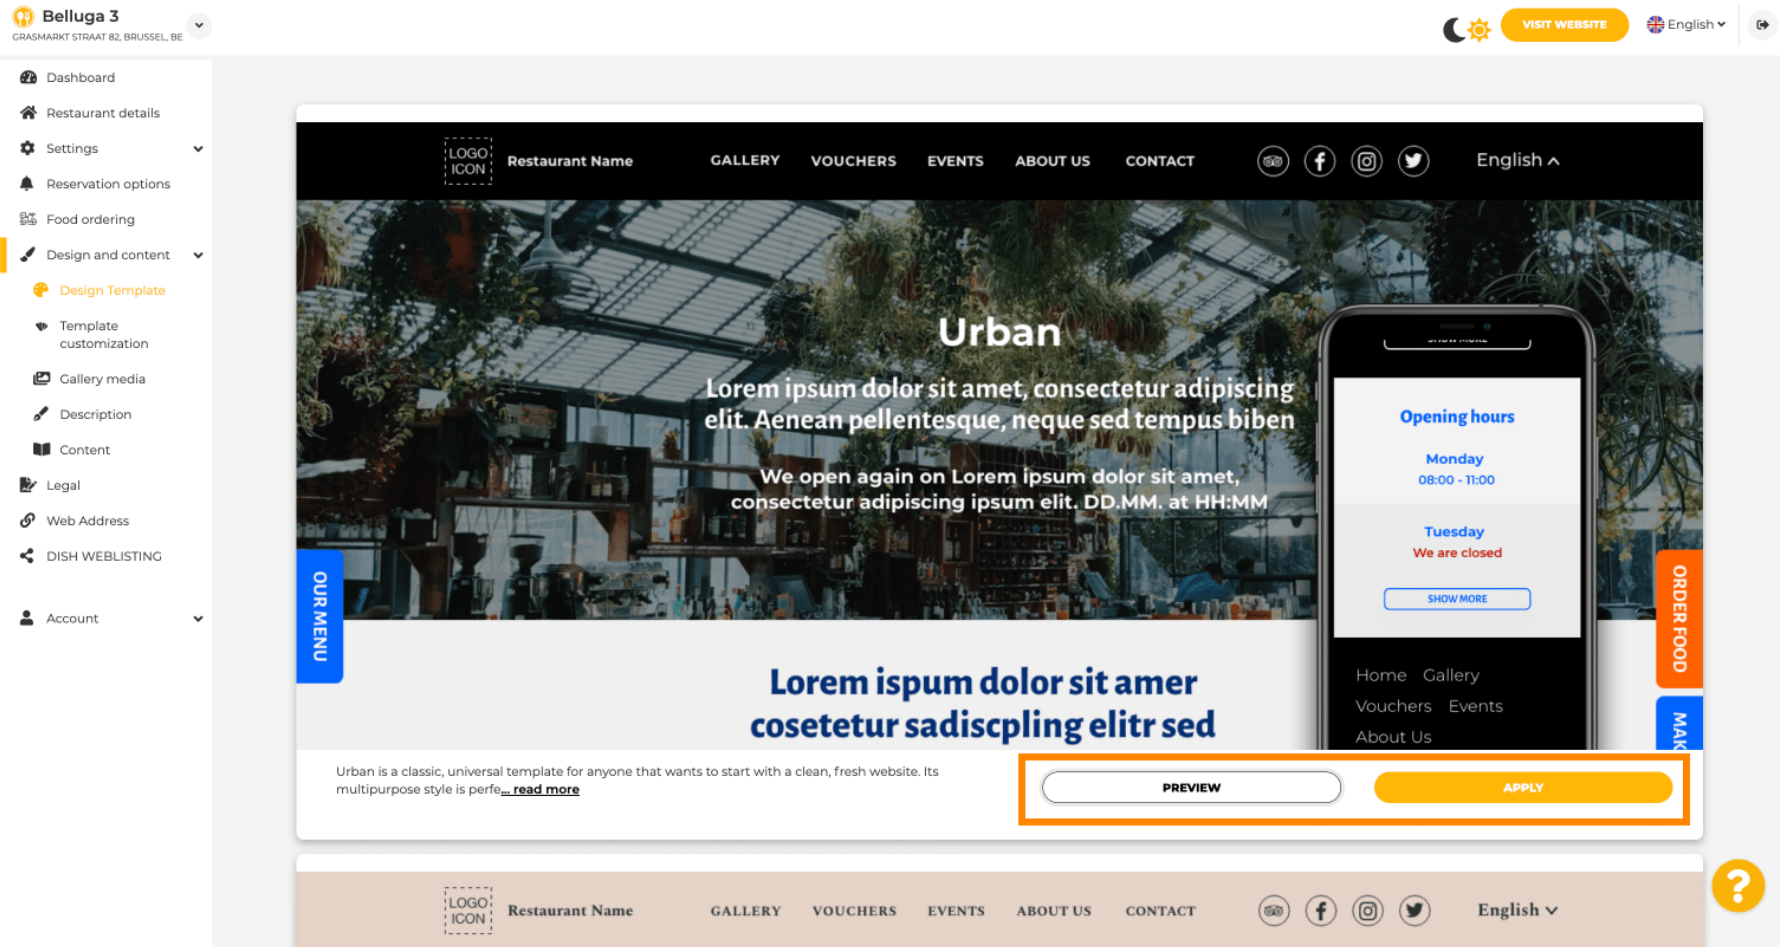 Belluga 3
GRASMARKT STRAAT 82, BRUSSEL, BE
VISIT WEBSITE
English
Dashboard
Restaurant details
Settings
Reservation options
Food ordering
Design and content
Design Template
Template
customization
Gallery media
Description
Content
Legal
Web Address
DISH WEBLISTING
Account
LOGO
ICON
Restaurant Name
GALLERY
VOUCHERS
EVENTS
ABOUT US
CONTACT
English
Urban
Lorem ipsum dolor sit amet, consectetur adipiscing
elit. Aenean pellentesque, neque sed tempus biben
We open again on Lorem ipsum dolor sit amet,
consectetur adipiscing ipsum elit. DD.MM. at HH:MM
SHOW MORE
Opening hours
Monday
08:00 - 11:00
Tuesday
We are closed
SHOW MORE
Home Gallery
Vouchers Events
About Us
OUR MENU
ORDER FOOD
MAK
Lorem ispum dolor sit amer
cosetetur sadiscpling elitr sed
Urban is a classic, universal template for anyone that wants to start with a clean, fresh website. Its
multipurpose style is perfe... read more
PREVIEW
APPLY
LOGO
ICON
Restaurant Name
GALLERY
VOUCHERS
EVENTS
ABOUT US
CONTACT
English
?